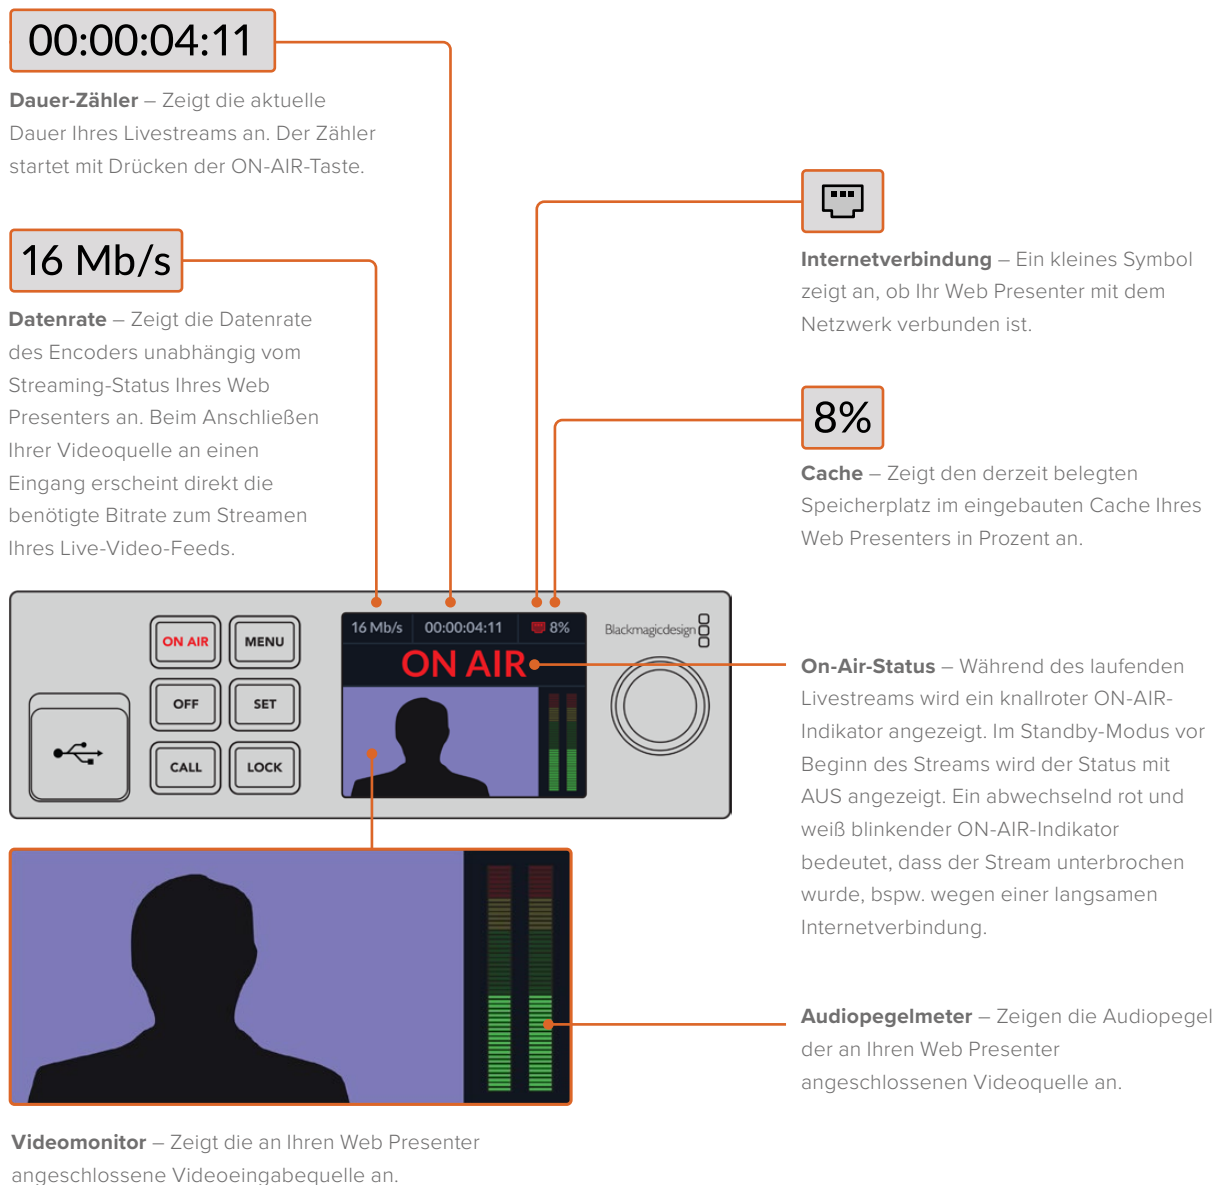 00:00:04:11
Dauer-Zähler – Zeigt die aktuelle
Dauer Ihres Livestreams an. Der Zähler
startet mit Drücken der ON-AIR-Taste.
16 Mb/s
Datenrate – Zeigt die Datenrate
des Encoders unabhängig vom
Streaming-Status Ihres Web
Presenters an. Beim Anschließen
Ihrer Videoquelle an einen
Eingang erscheint direkt die
benötigte Bitrate zum Streamen
Ihres Live-Video-Feeds.
Internetverbindung – Ein kleines Symbol
zeigt an, ob Ihr Web Presenter mit dem
Netzwerk verbunden ist.
8%
Cache – Zeigt den derzeit belegten
Speicherplatz im eingebauten Cache Ihres
Web Presenters in Prozent an.
ON AIR
MENU
OFF
SET
CALL
LOCK
16 Mb/s 00:00:04:11 8%
ON AIR
Blackmagicdesign
On-Air-Status – Während des laufenden
Livestreams wird ein knallroter ON-AIR-
Indikator angezeigt. Im Standby-Modus vor
Beginn des Streams wird der Status mit
AUS angezeigt. Ein abwechselnd rot und
weiß blinkender ON-AIR-Indikator
bedeutet, dass der Stream unterbrochen
wurde, bspw. wegen einer langsamen
Internetverbindung.
Audiopegelmeter – Zeigen die Audiopegel
der an Ihren Web Presenter
angeschlossenen Videoquelle an.
Videomonitor – Zeigt die an Ihren Web Presenter
angeschlossene Videoeingabequelle an.